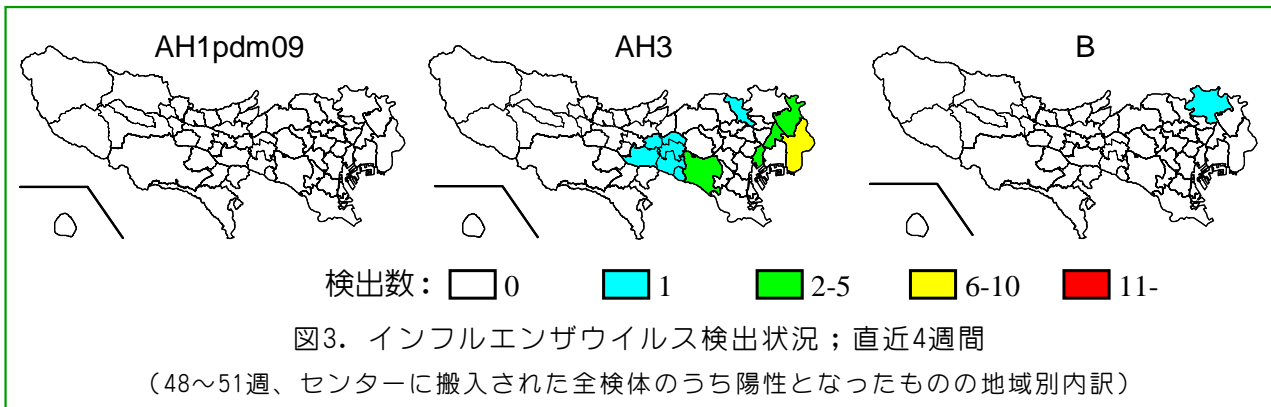 AH1pdm09 AH3 B
検出数: 0 1 2-5 6-10 11-
図3. インフルエンザウイルス検出状況;直近4週間
(48～51週、センターに搬入された全検体のうち陽性となったものの地域別内訳)